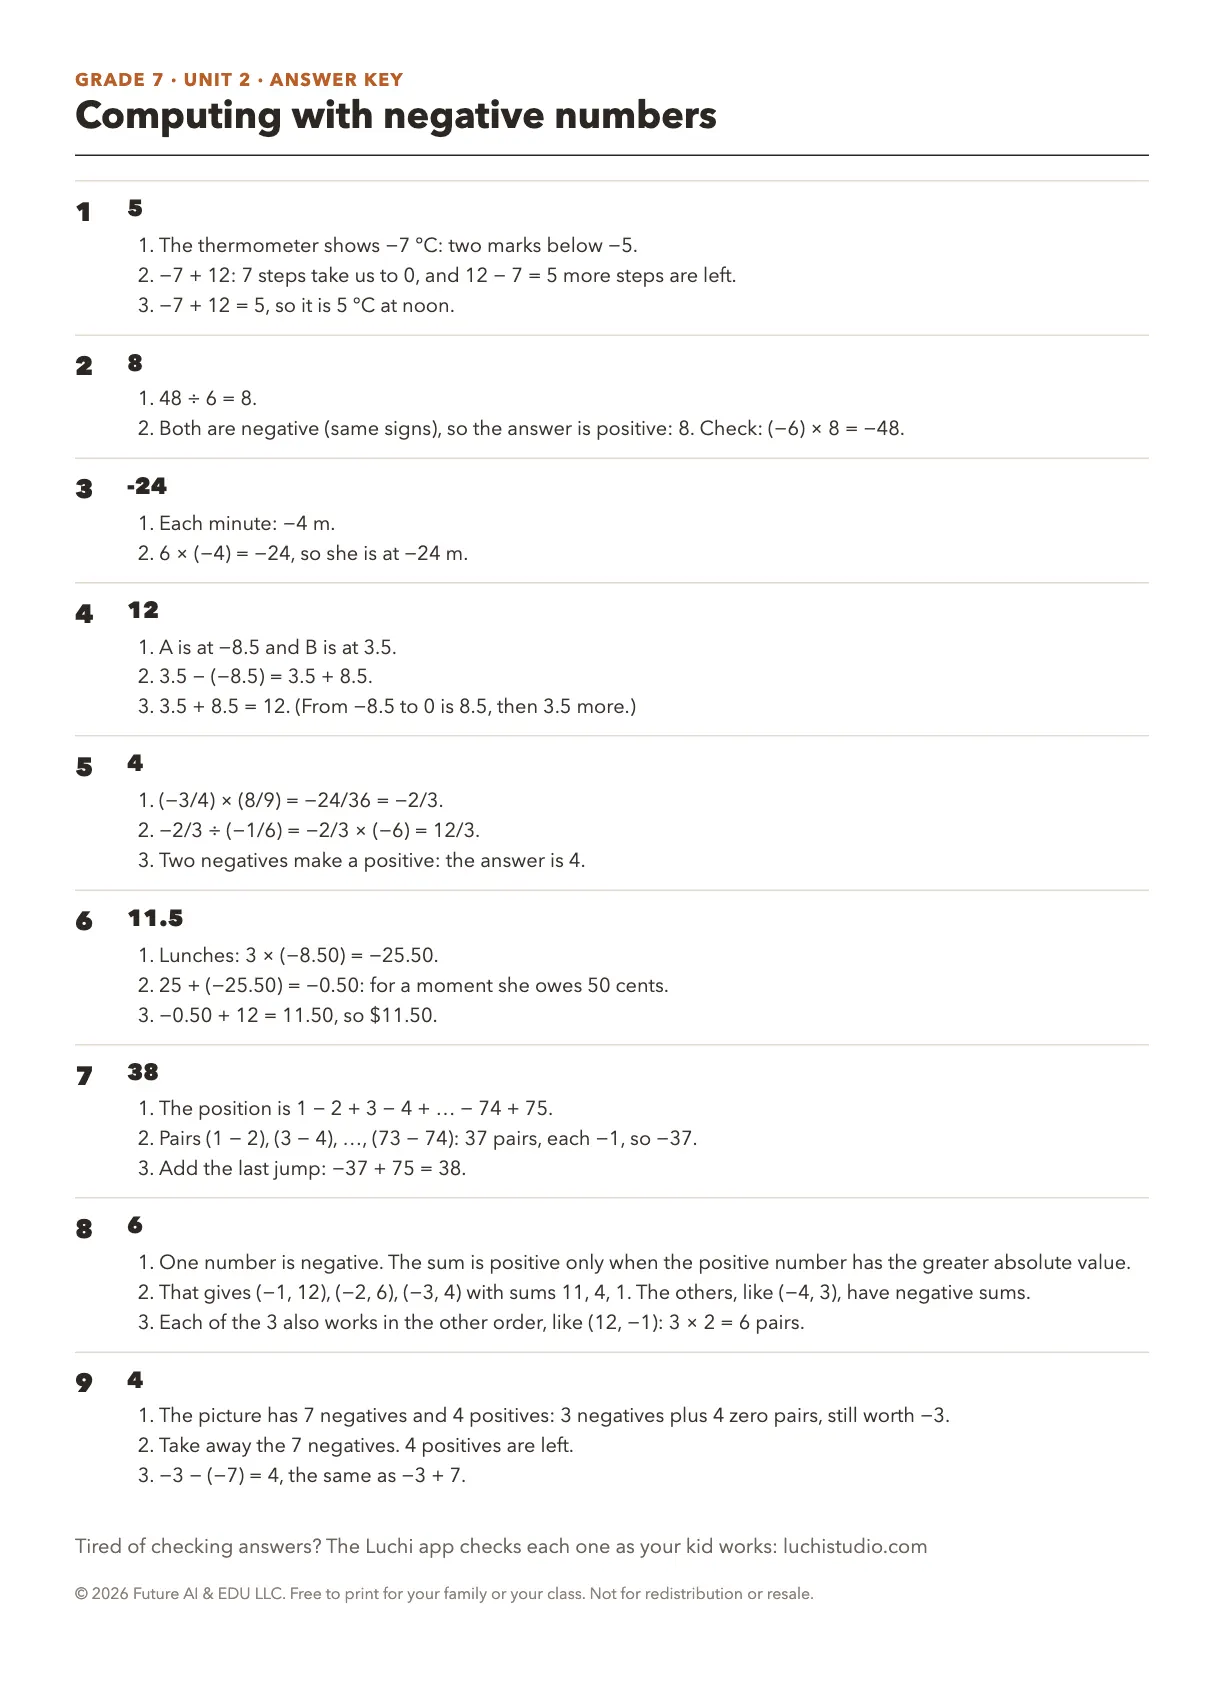 GRADE 7 · UNIT 2 · ANSWER KEY
Computing with negative numbers
1 5
1. The thermometer shows −7 °C: two marks below −5.
2. −7 + 12: 7 steps take us to 0, and 12 − 7 = 5 more steps are left.
3. −7 + 12 = 5, so it is 5 °C at noon.
2 8
1. 48 ÷ 6 = 8.
2. Both are negative (same signs), so the answer is positive: 8. Check: (−6) × 8 = −48.
3 -24
1. Each minute: −4 m.
2. 6 × (−4) = −24, so she is at −24 m.
4 12
1. A is at −8.5 and B is at 3.5.
2. 3.5 − (−8.5) = 3.5 + 8.5.
3. 3.5 + 8.5 = 12. (From −8.5 to 0 is 8.5, then 3.5 more.)
5 4
1. (−3/4) × (8/9) = −24/36 = −2/3.
2. −2/3 ÷ (−1/6) = −2/3 × (−6) = 12/3.
3. Two negatives make a positive: the answer is 4.
6 11.5
1. Lunches: 3 × (−8.50) = −25.50.
2. 25 + (−25.50) = −0.50: for a moment she owes 50 cents.
3. −0.50 + 12 = 11.50, so $11.50.
7 38
1. The position is 1 − 2 + 3 − 4 + … − 74 + 75.
2. Pairs (1 − 2), (3 − 4), …, (73 − 74): 37 pairs, each −1, so −37.
3. Add the last jump: −37 + 75 = 38.
8 6
1. One number is negative. The sum is positive only when the positive number has the greater absolute value.
2. That gives (−1, 12), (−2, 6), (−3, 4) with sums 11, 4, 1. The others, like (−4, 3), have negative sums.
3. Each of the 3 also works in the other order, like (12, −1): 3 × 2 = 6 pairs.
9 4
1. The picture has 7 negatives and 4 positives: 3 negatives plus 4 zero pairs, still worth −3.
2. Take away the 7 negatives. 4 positives are left.
3. −3 − (−7) = 4, the same as −3 + 7.
Tired of checking answers? The Luchi app checks each one as your kid works: luchistudio.com
© 2026 Future AI & EDU LLC. Free to print for your family or your class. Not for redistribution or resale.